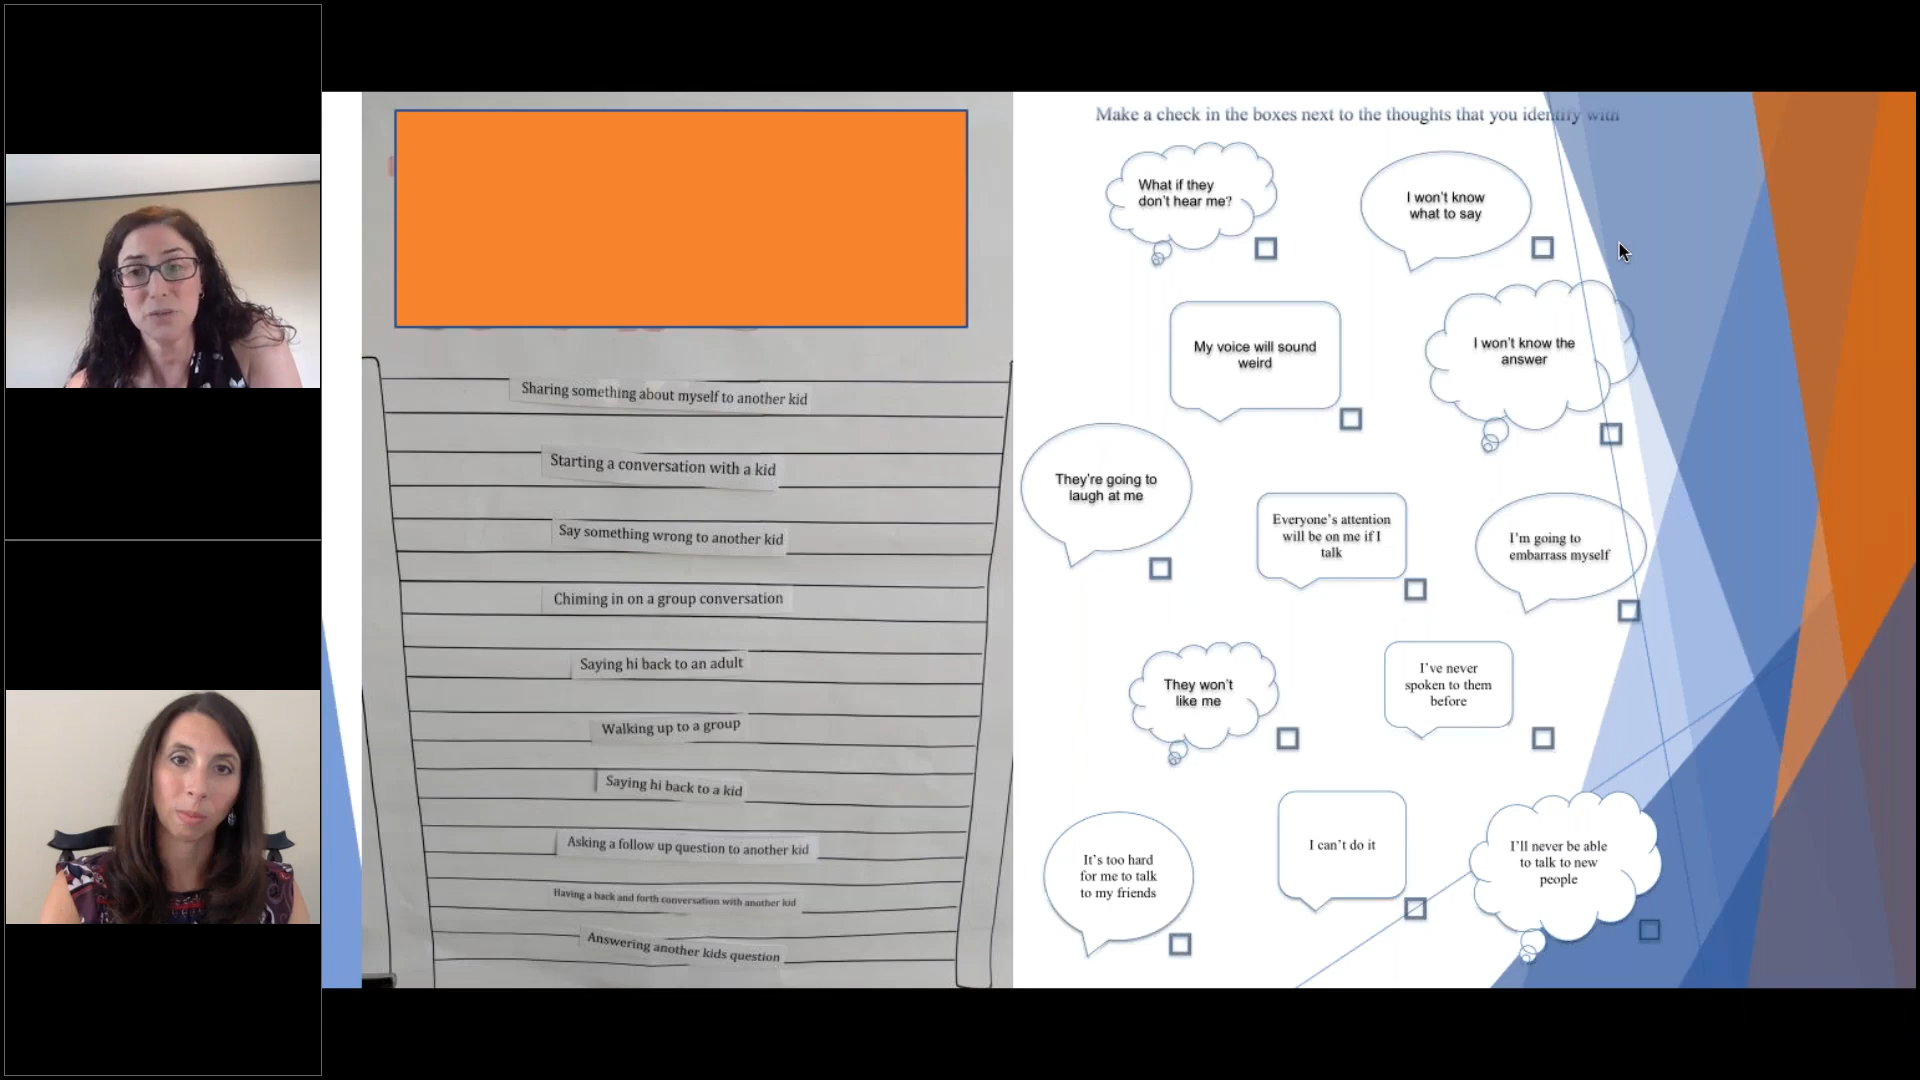 Sharing something about myself to another kid
Starting a conversation with a kid
Say something wrong to another kid
Chiming in on a group conversation
Saying hi back to an adult
Walking up to a group
Saying hi back to a kid
Asking a follow up question to another kid
Having a back and forth conversation with another kid
Answering another kids question
Make a check in the boxes next to the thoughts that you identify with
What if they
don't hear me?
I won't know
what to say
My voice will sound
weird
I won't know the
answer
They're going to
laugh at me
Everyone's attention
will be on me if I
talk
I'm going to
embarrass myself
They won't
like me
I've never
spoken to them
before
It's too hard
for me to talk
to my friends
I can't do it
I'll never be able
to talk to new
people